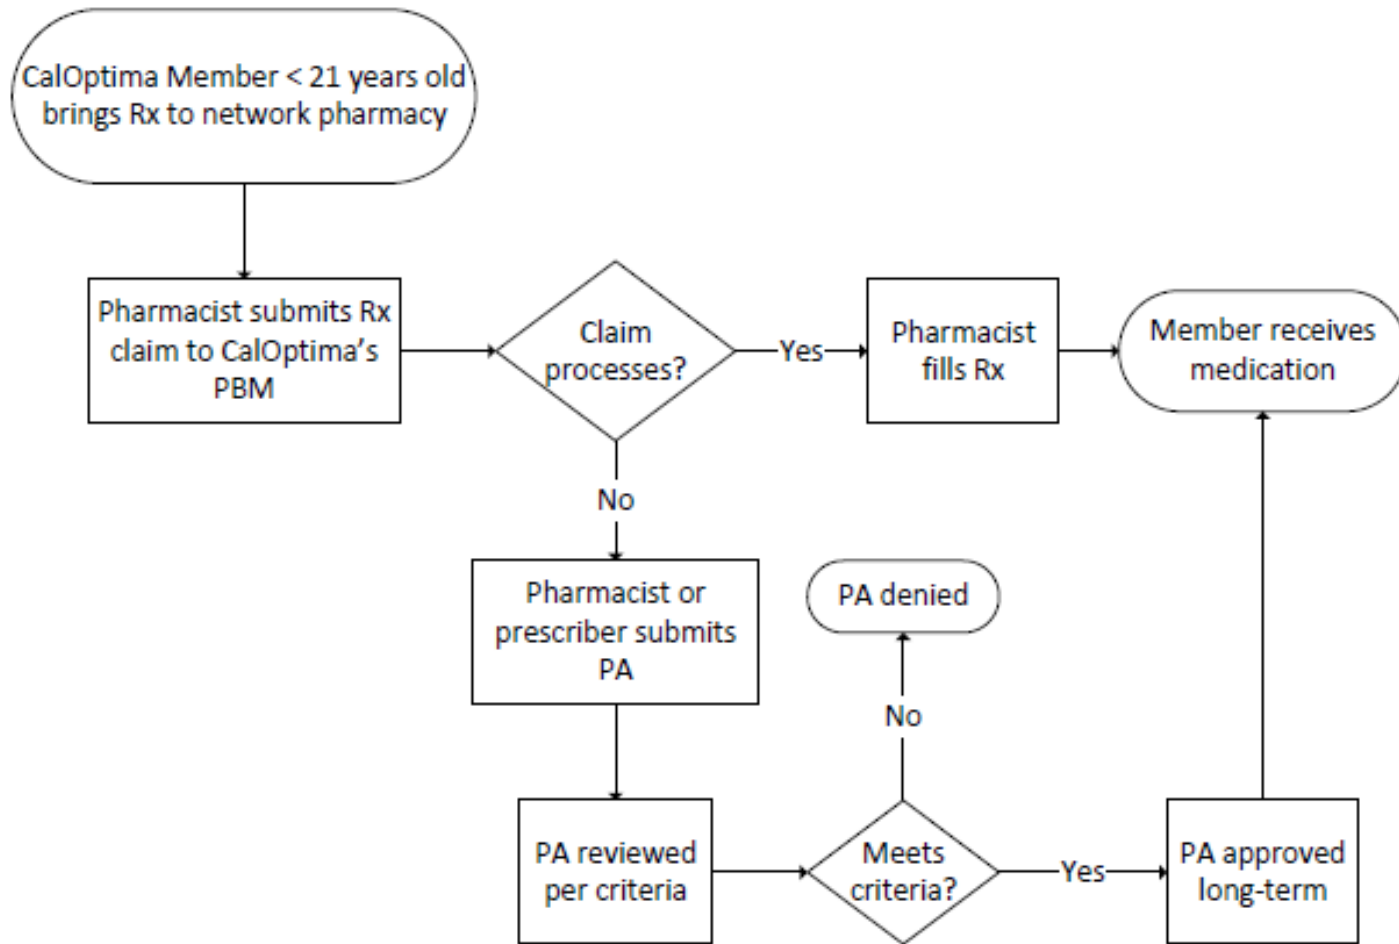 CalOptima Member < 21 years old
brings Rx to network pharmacy
Pharmacist submits Rx
claim to CalOptima's
PBM
Claim
processes?
Yes
Pharmacist
fills Rx
Member receives
medication
No
Pharmacist or
prescriber submits
PA
PA denied
No
PA reviewed
per criteria
Meets
criteria?
Yes
PA approved
long-term